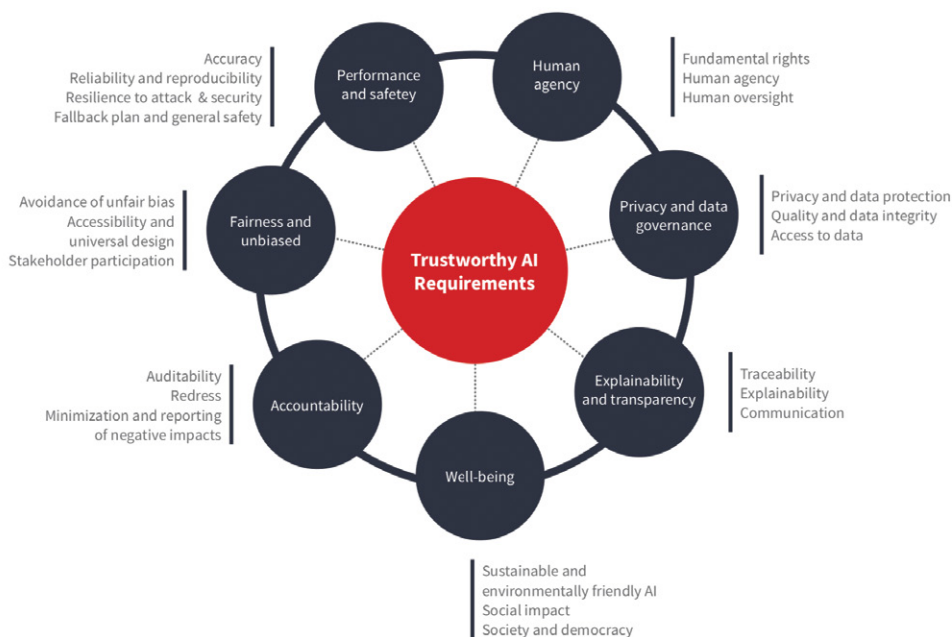 Accuracy
Reliability and reproducibility
Resilience to attack & security
Fallback plan and general safety
Performance
and safetey
Human
agency
Fundamental rights
Human agency
Human oversight
Avoidance of unfair bias
Accessibility and
universal design
Stakeholder participation
Fairness and
unbiased
Trustworthy AI
Requirements
Privacy and data
governance
Privacy and data protection
Quality and data integrity
Access to data
Auditability
Redress
Minimization and reporting
of negative impacts
Accountability
Explainability
and transparency
Traceability
Explainability
Communication
Well-being
Sustainable and
environmentally friendly AI
Social impact
Society and democracy